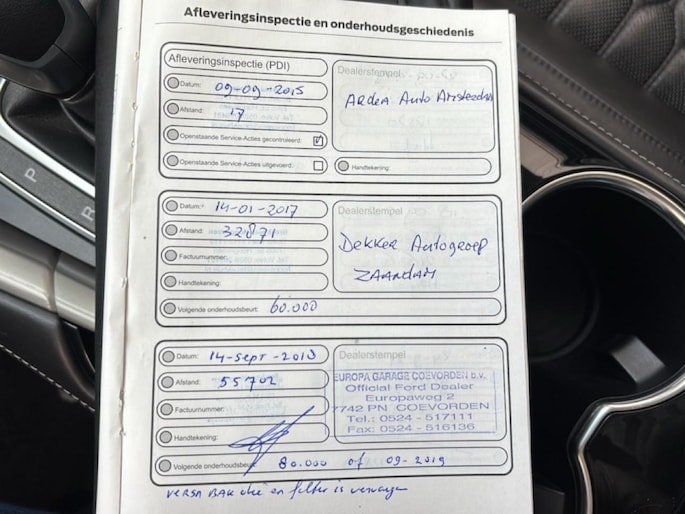 Afleveringsinspectie en onderhoudsgeschiedenis
Afleveringsinspectie (PDI)
Datum: 09-09-2015
Afstand: 17
Openstaande Service-Acties gecontroleerd:
Openstaande Service-Acties uitgevoerd:
Dealerstempel
Arden Auto Amsterdam
Handtekening:
Datum: 14-01-2017
Afstand: 32871
Factuurnummer:
Handtekening:
Dealerstempel
Dekker Autogroep
Zaandam
Volgende onderhoudsbeurt: 60.000
Datum: 14-sept-2018
Afstand: 55702
Factuurnummer:
Handtekening:
Dealerstempel
EUROPA GARAGE COEVORDEN b.v.
Official Ford Dealer
Europaweg 2
7742 PN COEVORDEN
Tel.: 0524 - 517111
Fax: 0524 - 516136
Volgende onderhoudsbeurt: 80.000 of 09-2019
BAK olie en filter is
P
R